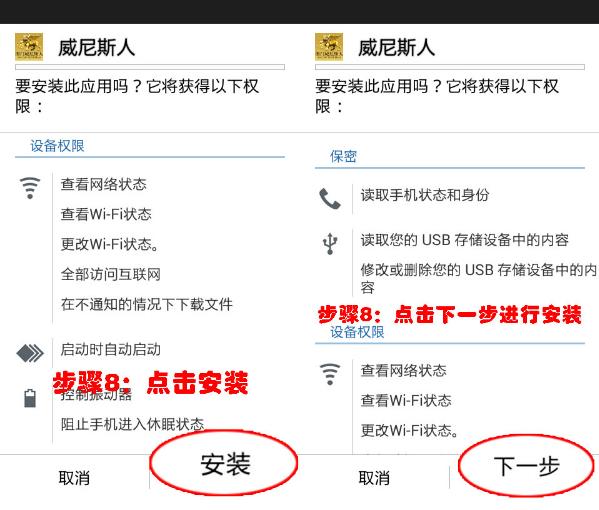 威尼斯人
要安装此应用吗？它将获得以下权
限：
设备权限
查看网络状态
查看Wi-Fi状态
更改Wi-Fi状态。
全部访问互联网
在不通知的情况下下载文件
启动时自动启动
步骤8：点击安装
控制振动器
阻止手机进入休眠状态
取消
安装
威尼斯人
要安装此应用吗？它将获得以下权
限：
保密
读取手机状态和身份
读取您的 USB 存储设备中的内容
修改或删除您的 USB 存储设备中的内
容
步骤8：点击下一步进行安装
设备权限
查看网络状态
查看Wi-Fi状态
更改Wi-Fi状态。
取消
下一步